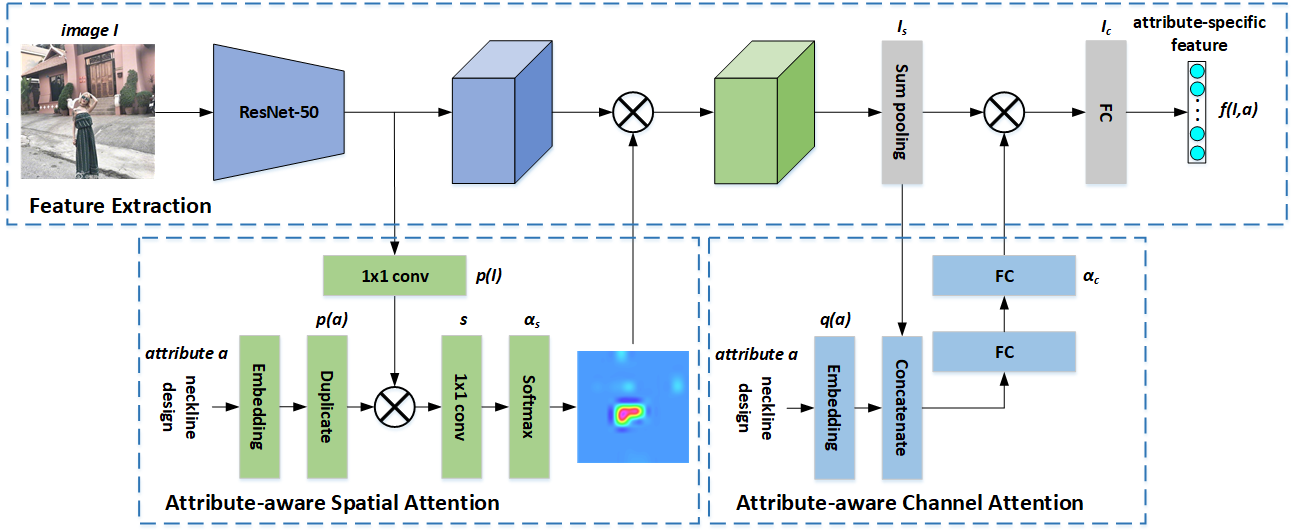 image I
ResNet-50
I_s
Sum pooling
I_c
FC
attribute-specific
feature
f(I,a)
Feature Extraction
1x1 conv
p(I)
attribute a
neckline
design
Embedding
p(a)
Duplicate
s
1x1 conv
α_s
Softmax
Attribute-aware Spatial Attention
attribute a
neckline
design
q(a)
Embedding
Concatenate
FC
FC
α_c
Attribute-aware Channel Attention